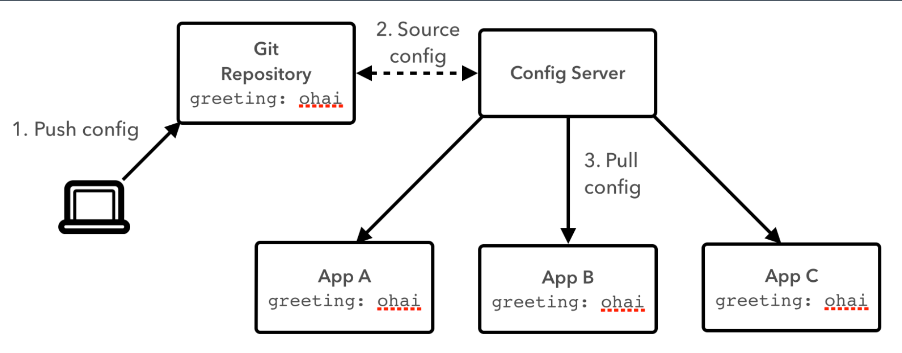 2. Source
config
Git
Repository
greeting: ohai
Config Server
1. Push config
3. Pull
config
App A
greeting: ohai
App B
greeting: ohai
App C
greeting: ohai